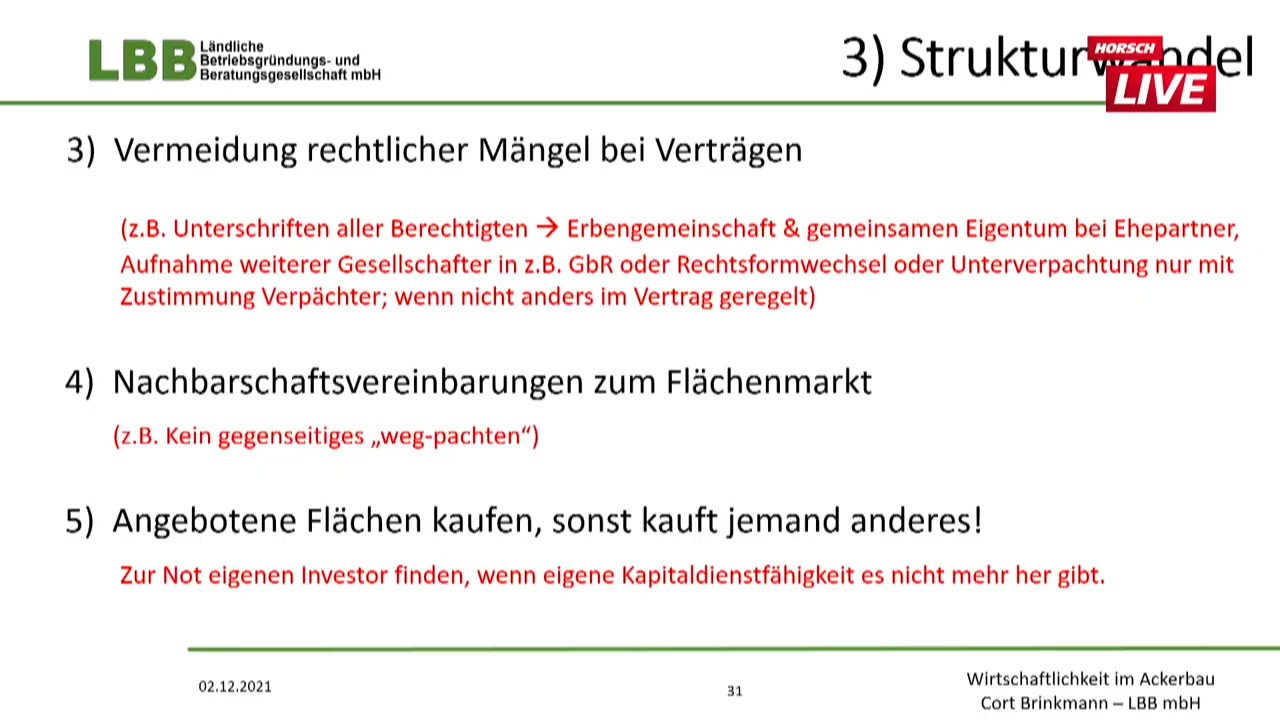 LBB Ländliche
Betriebsgründungs- und
Beratungsgesellschaft mbH
3) Strukturwandel
HORSCH
LIVE
3) Vermeidung rechtlicher Mängel bei Verträgen
(z.B. Unterschriften aller Berechtigten → Erbengemeinschaft & gemeinsamen Eigentum bei Ehepartner,
Aufnahme weiterer Gesellschafter in z.B. GbR oder Rechtsformwechsel oder Unterverpachtung nur mit
Zustimmung Verpächter; wenn nicht anders im Vertrag geregelt)
4) Nachbarschaftsvereinbarungen zum Flächenmarkt
(z.B. Kein gegenseitiges „weg-pachten“)
5) Angebotene Flächen kaufen, sonst kauft jemand anderes!
Zur Not eigenen Investor finden, wenn eigene Kapitaldienstfähigkeit es nicht mehr her gibt.
02.12.2021
31
Wirtschaftlichkeit im Ackerbau
Cort Brinkmann – LBB mbH